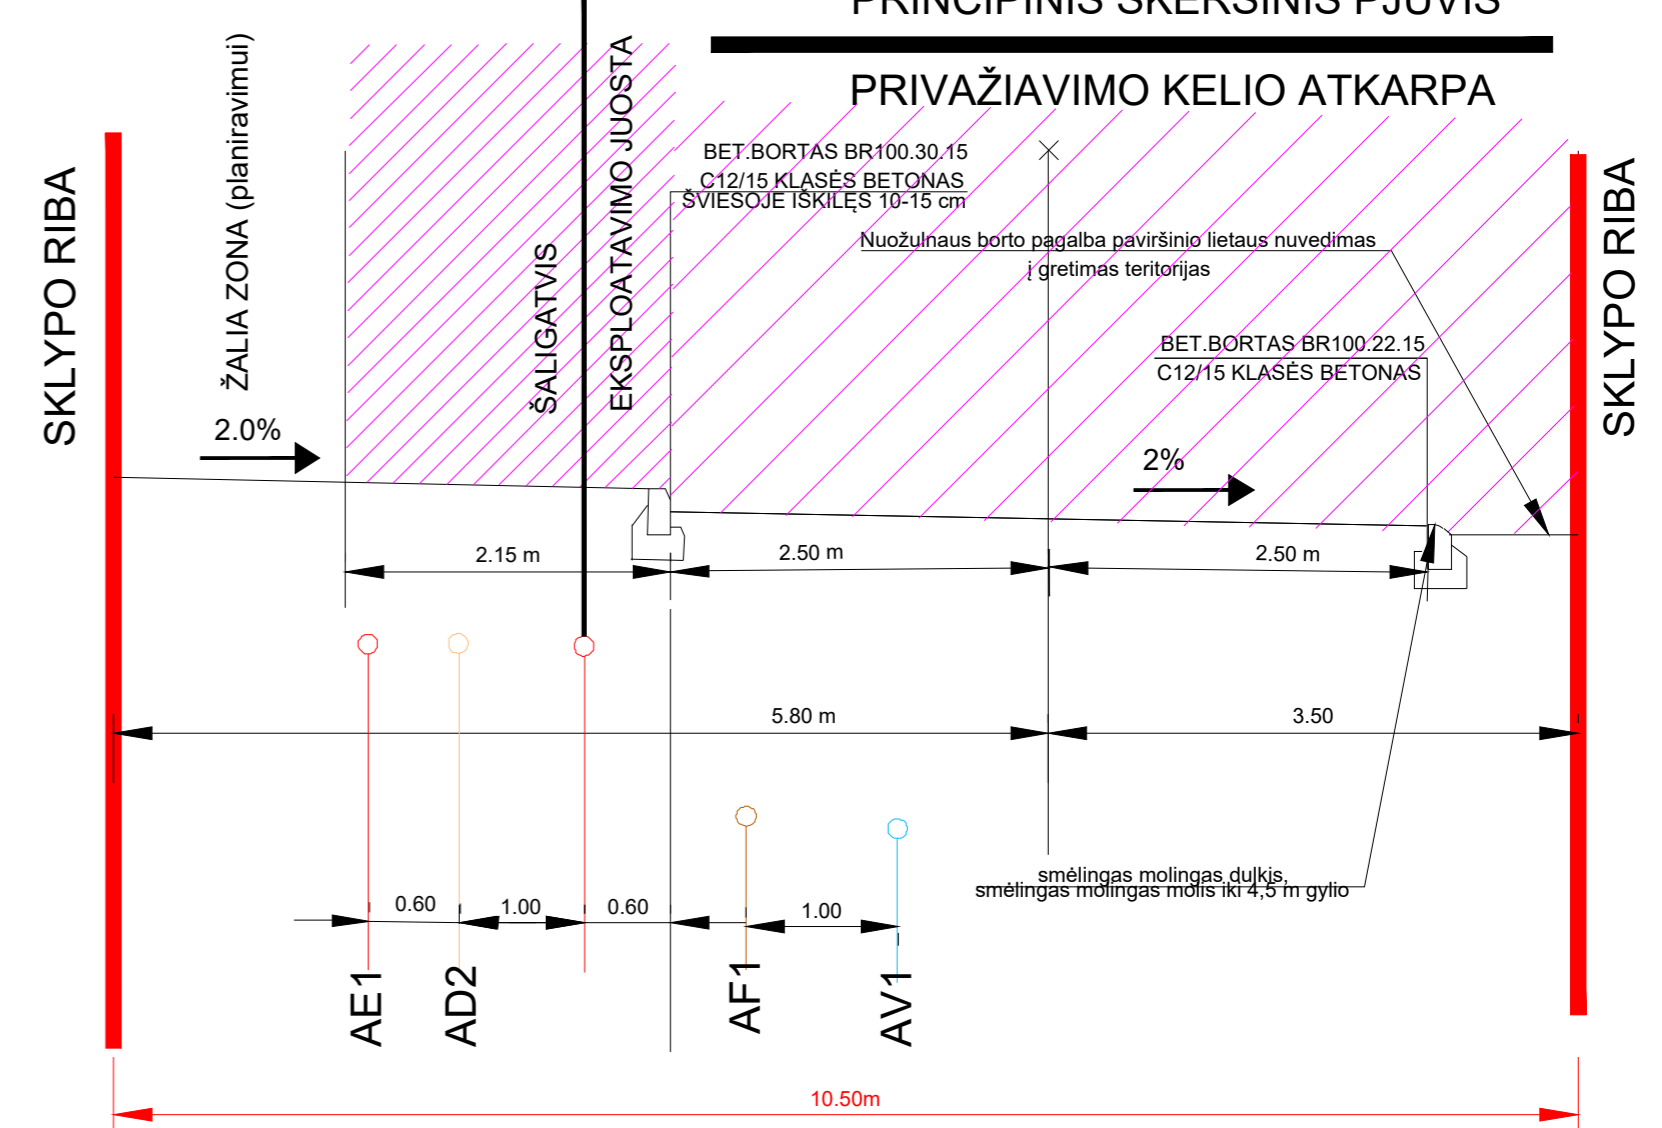 PRINCIPINIS SKERSINIS PJŪVIS
PRIVAŽIAVIMO KELIO ATKARPA
SKLYPO RIBA
ŽALIA ZONA (planiravimui)
2.0%
ŠALIGATVIS
EKSPLOATAVIMO JUOSTA
BET.BORTAS BR100.30.15
C12/15 KLASĖS BETONAS
ŠVIESOJE IŠKILĘS 10-15 cm
Nuožulnaus borto pagalba paviršinio lietaus nuvedimas
į gretimas teritorijas
BET.BORTAS BR100.22.15
C12/15 KLASĖS BETONAS
2%
SKLYPO RIBA
2.15 m
2.50 m
2.50 m
5.80 m
3.50
smėlingas molingas dulkis,
smėlingas molingas molis iki 4,5 m gylio
0.60
1.00
0.60
1.00
AE1
AD2
AF1
AV1
10.50m